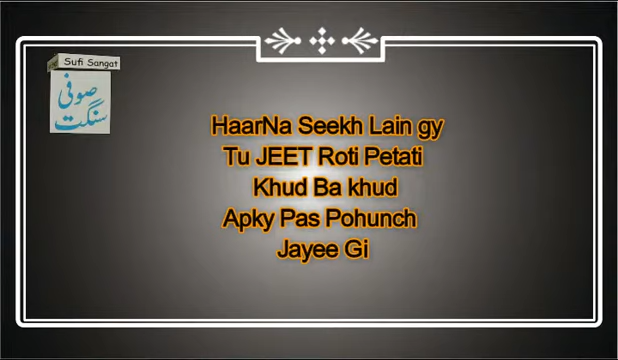 Sufi Sangat
صوفی
سنگت
HaarNa Seekh Lain gy
Tu JEET Roti Petati
Khud Ba khud
Apky Pas Pohunch
Jayee Gi